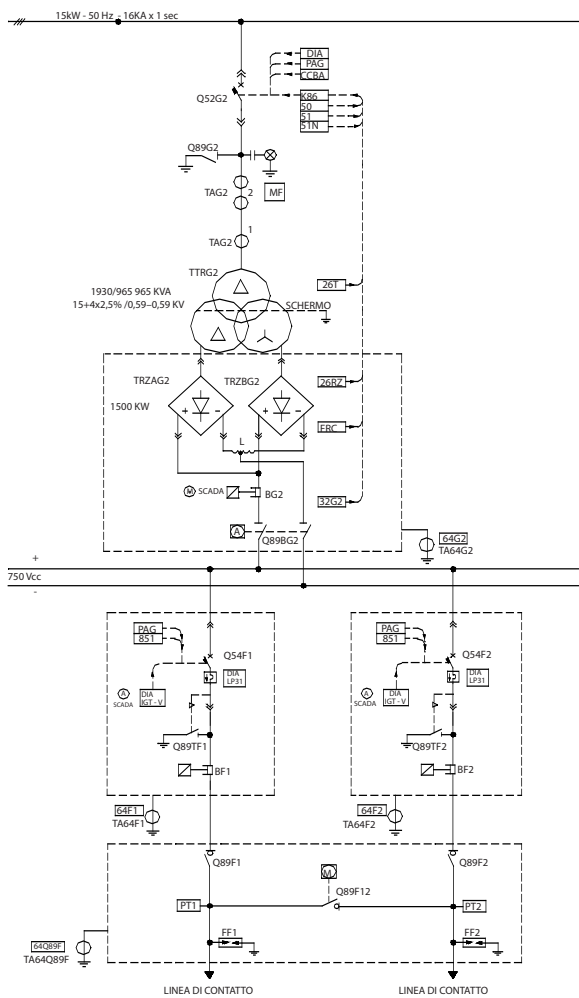 15kW - 50 Hz - 16KA x 1 sec
DIA
PAG
CCBA
Q52G2
K86
50
51
51N
Q89G2
TAG2
2
MF
1
TAG2
TTRG2
1930/965 965 KVA
15+4x2,5% /0,59–0,59 KV
26T
SCHERMO
TRZAG2
TRZBG2
26RZ
1500 KW
+ -
+ -
FRC
L
M
SCADA
BG2
32G2
A
Q89BG2
64G2
TA64G2
+
750 Vcc
-
PAG
851
Q54F1
DIA
LP31
A
SCADA
DIA
IGT - V
Q89TF1
BF1
64F1
TA64F1
PAG
851
Q54F2
DIA
LP31
A
SCADA
DIA
IGT - V
Q89TF2
BF2
64F2
TA64F2
Q89F1
Q89F2
M
Q89F12
PT1
PT2
FF1
FF2
64Q89F
TA64Q89F
LINEA DI CONTATTO
LINEA DI CONTATTO